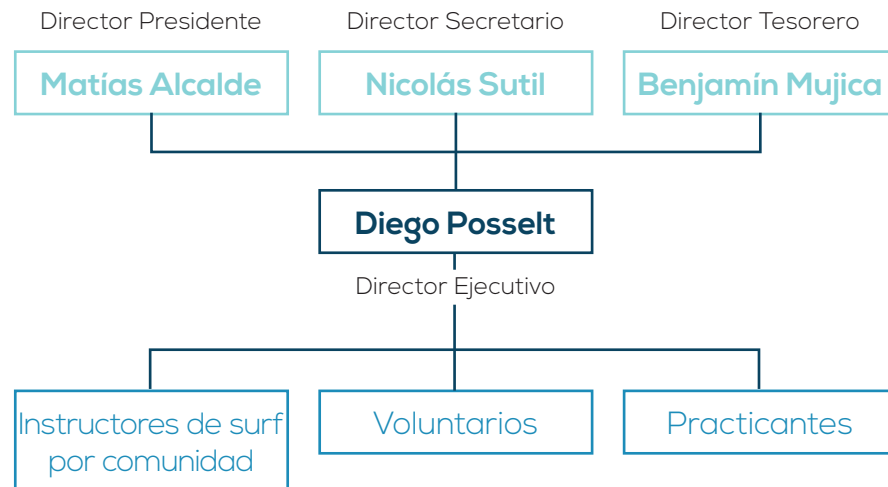 Director Presidente
Director Secretario
Director Tesorero
Matías Alcalde
Nicolás Sutil
Benjamín Mujica
Diego Posselt
Director Ejecutivo
Instructores de surf
por comunidad
Voluntarios
Practicantes